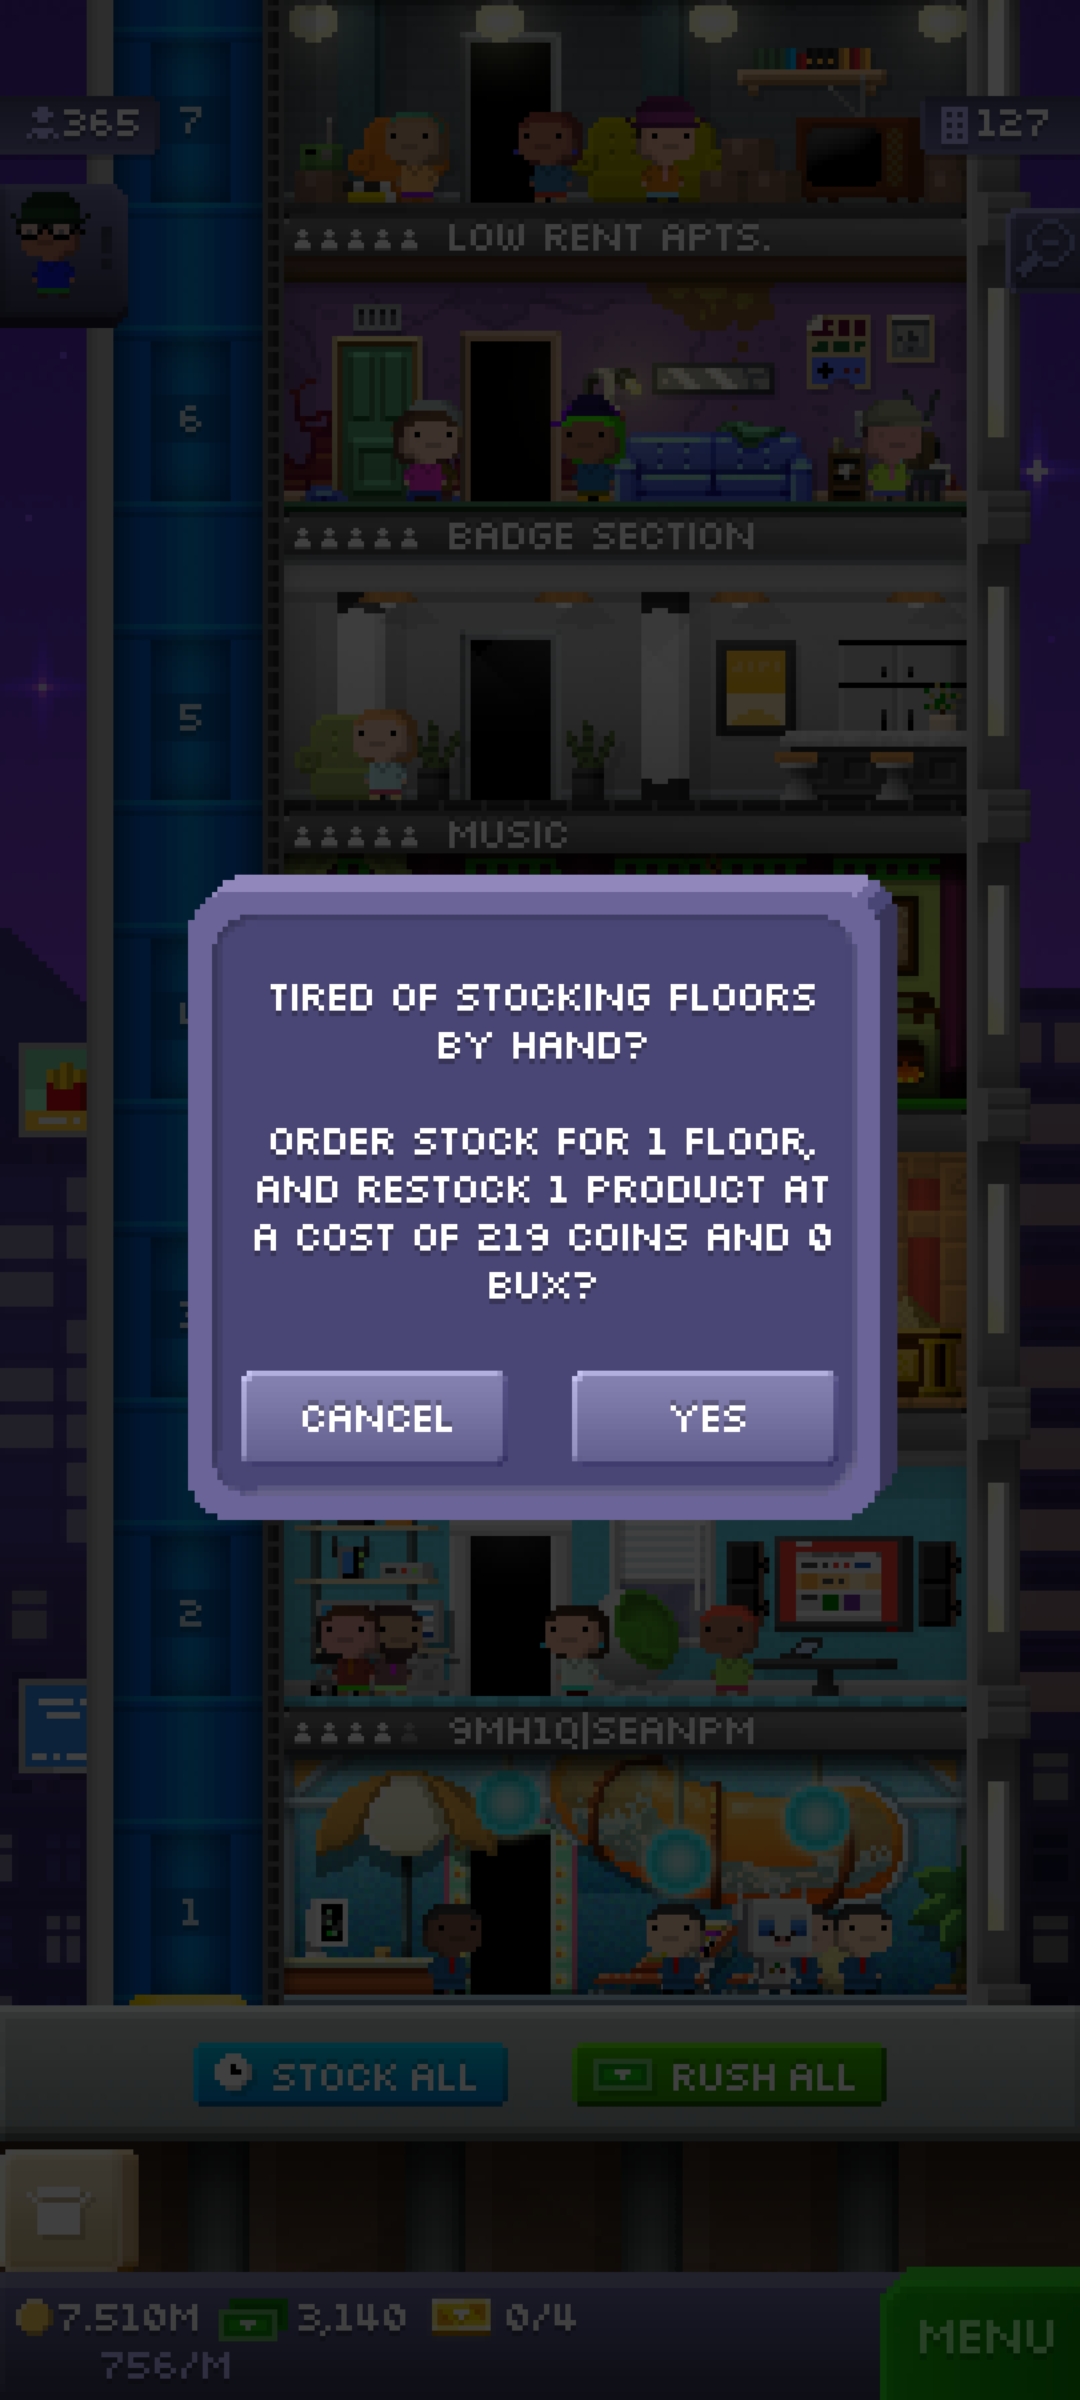 365
7
127
LOW RENT APTS.
6
BADGE SECTION
5
MUSIC
TIRED OF STOCKING FLOORS
BY HAND?
ORDER STOCK FOR 1 FLOOR,
AND RESTOCK 1 PRODUCT AT
A COST OF 219 COINS AND 0
BUX?
CANCEL
YES
2
9MH1Q|SEANPM
1
STOCK ALL
RUSH ALL
7.510M
3,140
0/4
756/M
MENU